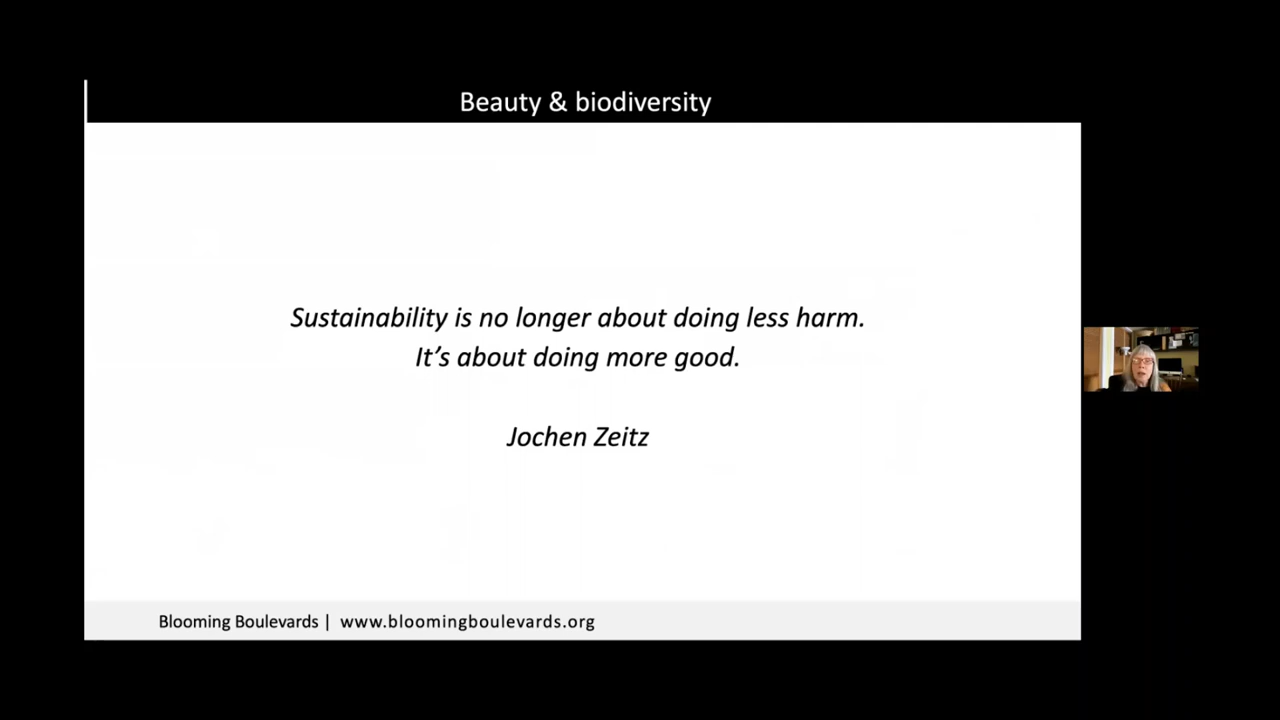 Beauty & biodiversity
Sustainability is no longer about doing less harm.
It’s about doing more good.
Jochen Zeitz
Blooming Boulevards | www.bloomingboulevards.org